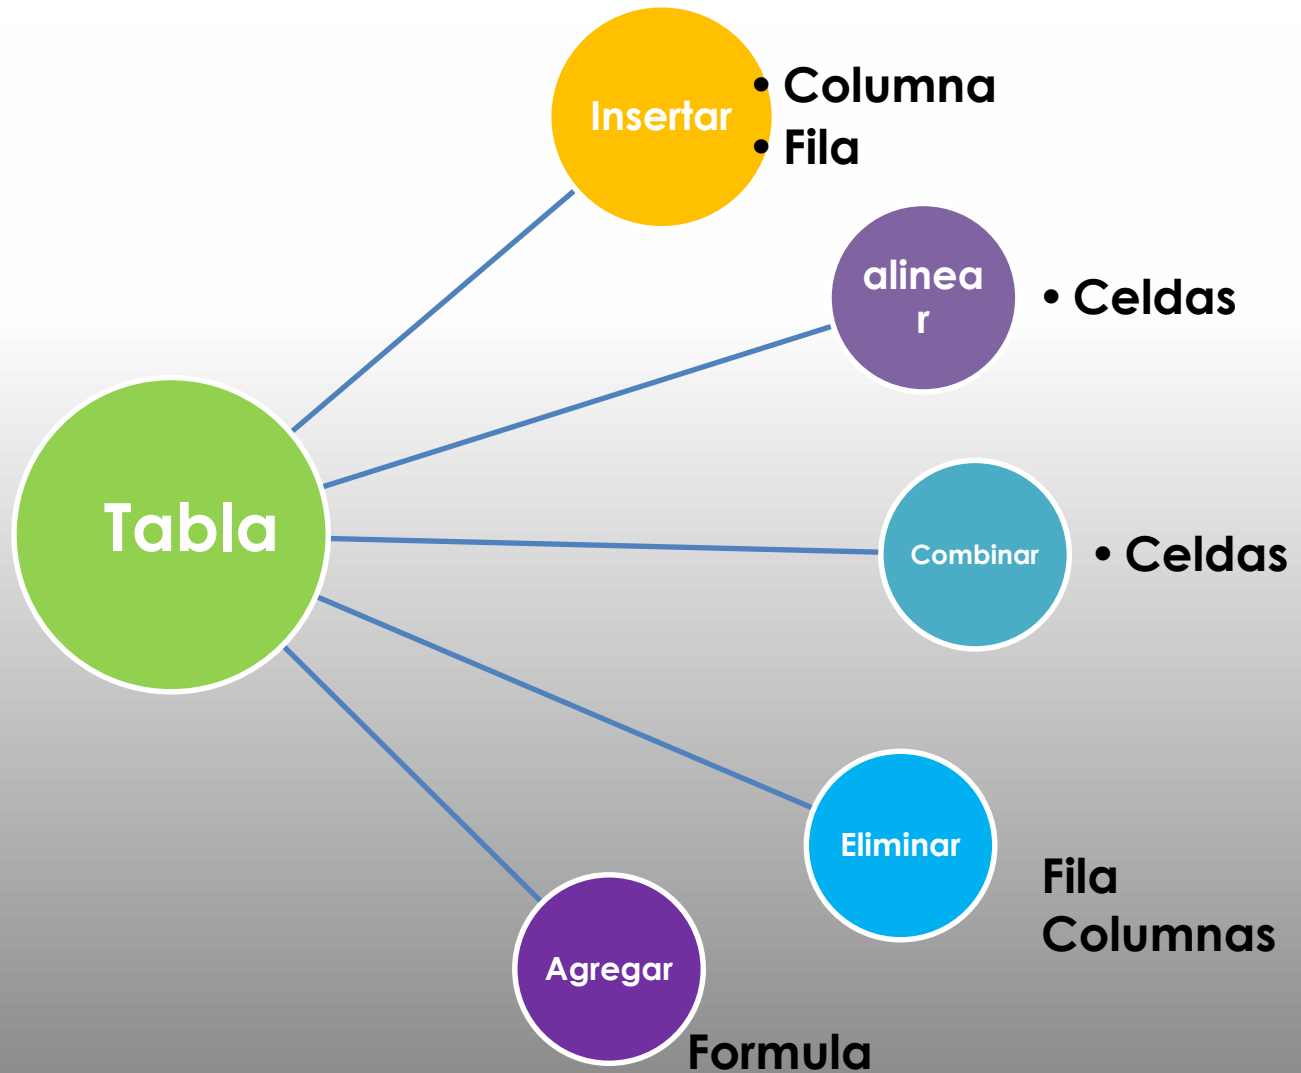 Insertar
• Columna
• Fila
alinea
r
• Celdas
Tabla
Combinar
• Celdas
Eliminar
Fila
Columnas
Agregar
Formula